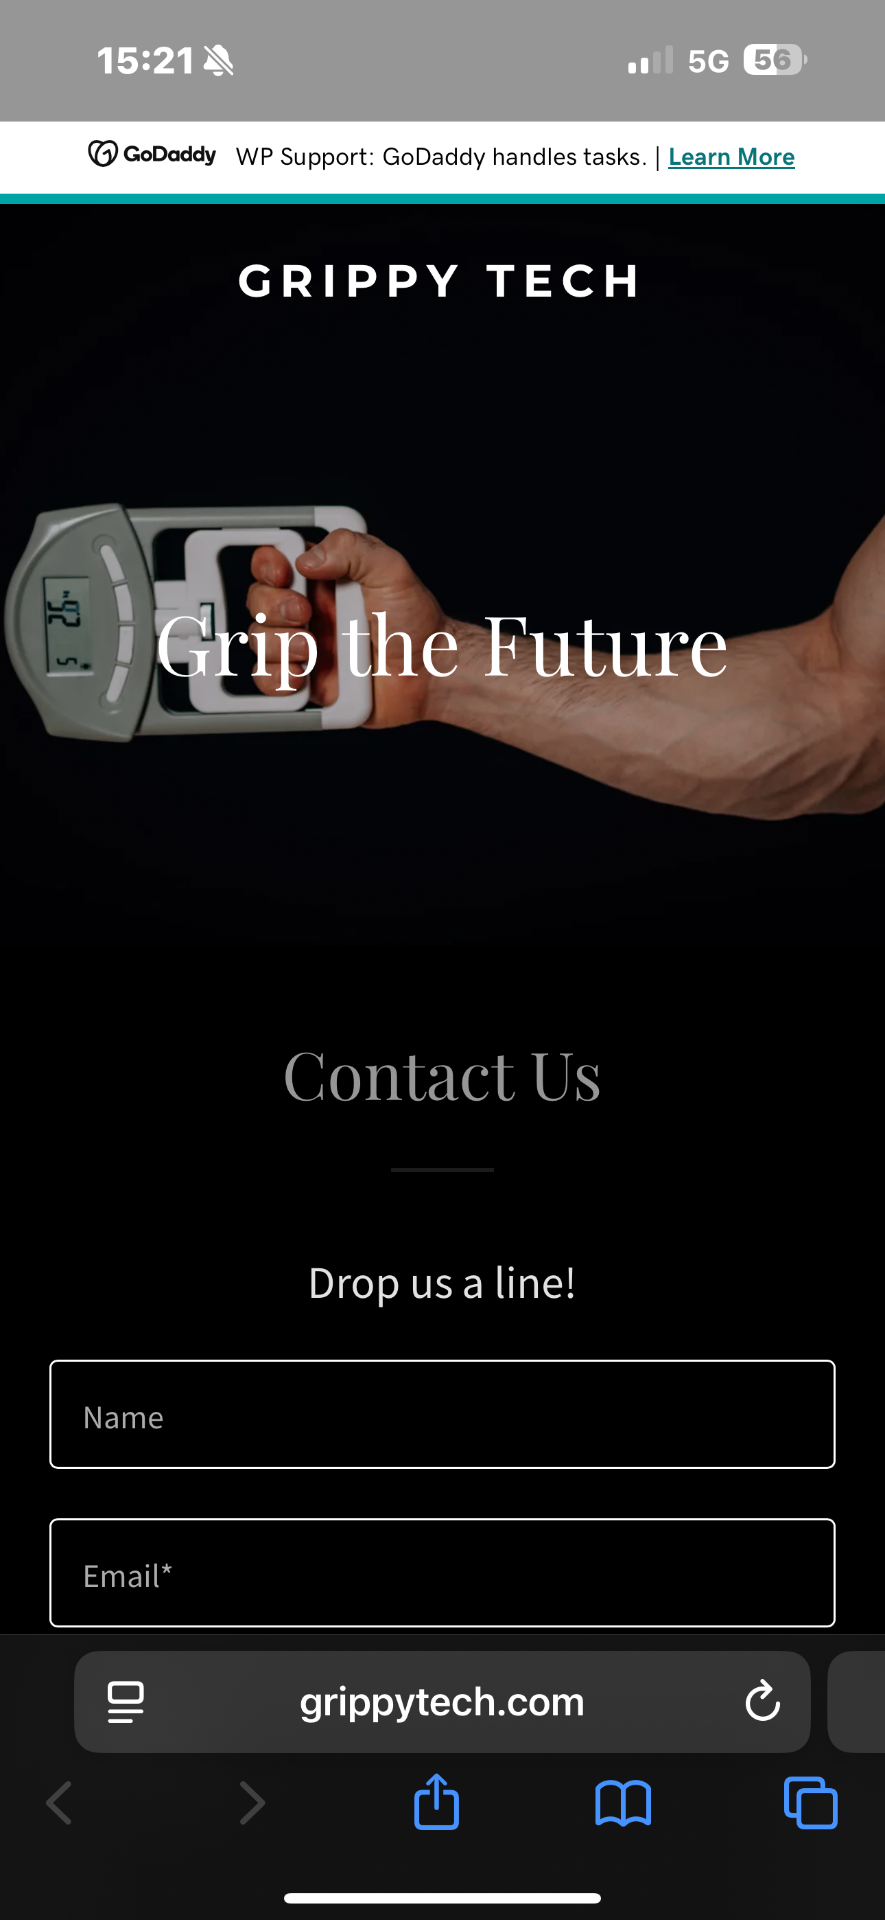 15:21 5G 56
GoDaddy WP Support: GoDaddy handles tasks. | Learn More
GRIPPY TECH
Grip the Future
Contact Us
Drop us a line!
Name
Email*
grippytech.com